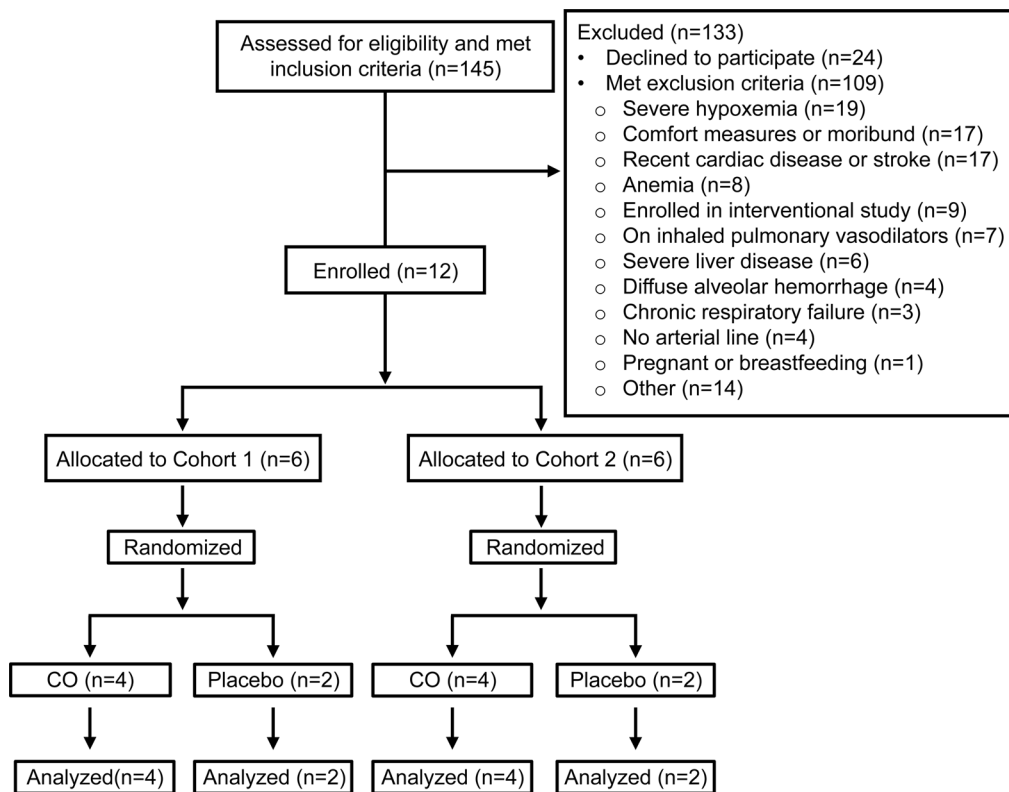 Assessed for eligibility and met
inclusion criteria (n=145)
Excluded (n=133)
• Declined to participate (n=24)
• Met exclusion criteria (n=109)
o Severe hypoxemia (n=19)
o Comfort measures or moribund (n=17)
o Recent cardiac disease or stroke (n=17)
o Anemia (n=8)
o Enrolled in interventional study (n=9)
o On inhaled pulmonary vasodilators (n=7)
o Severe liver disease (n=6)
o Diffuse alveolar hemorrhage (n=4)
o Chronic respiratory failure (n=3)
o No arterial line (n=4)
o Pregnant or breastfeeding (n=1)
o Other (n=14)
Enrolled (n=12)
Allocated to Cohort 1 (n=6)
Allocated to Cohort 2 (n=6)
Randomized
Randomized
CO (n=4)
Placebo (n=2)
CO (n=4)
Placebo (n=2)
Analyzed(n=4)
Analyzed (n=2)
Analyzed (n=4)
Analyzed (n=2)